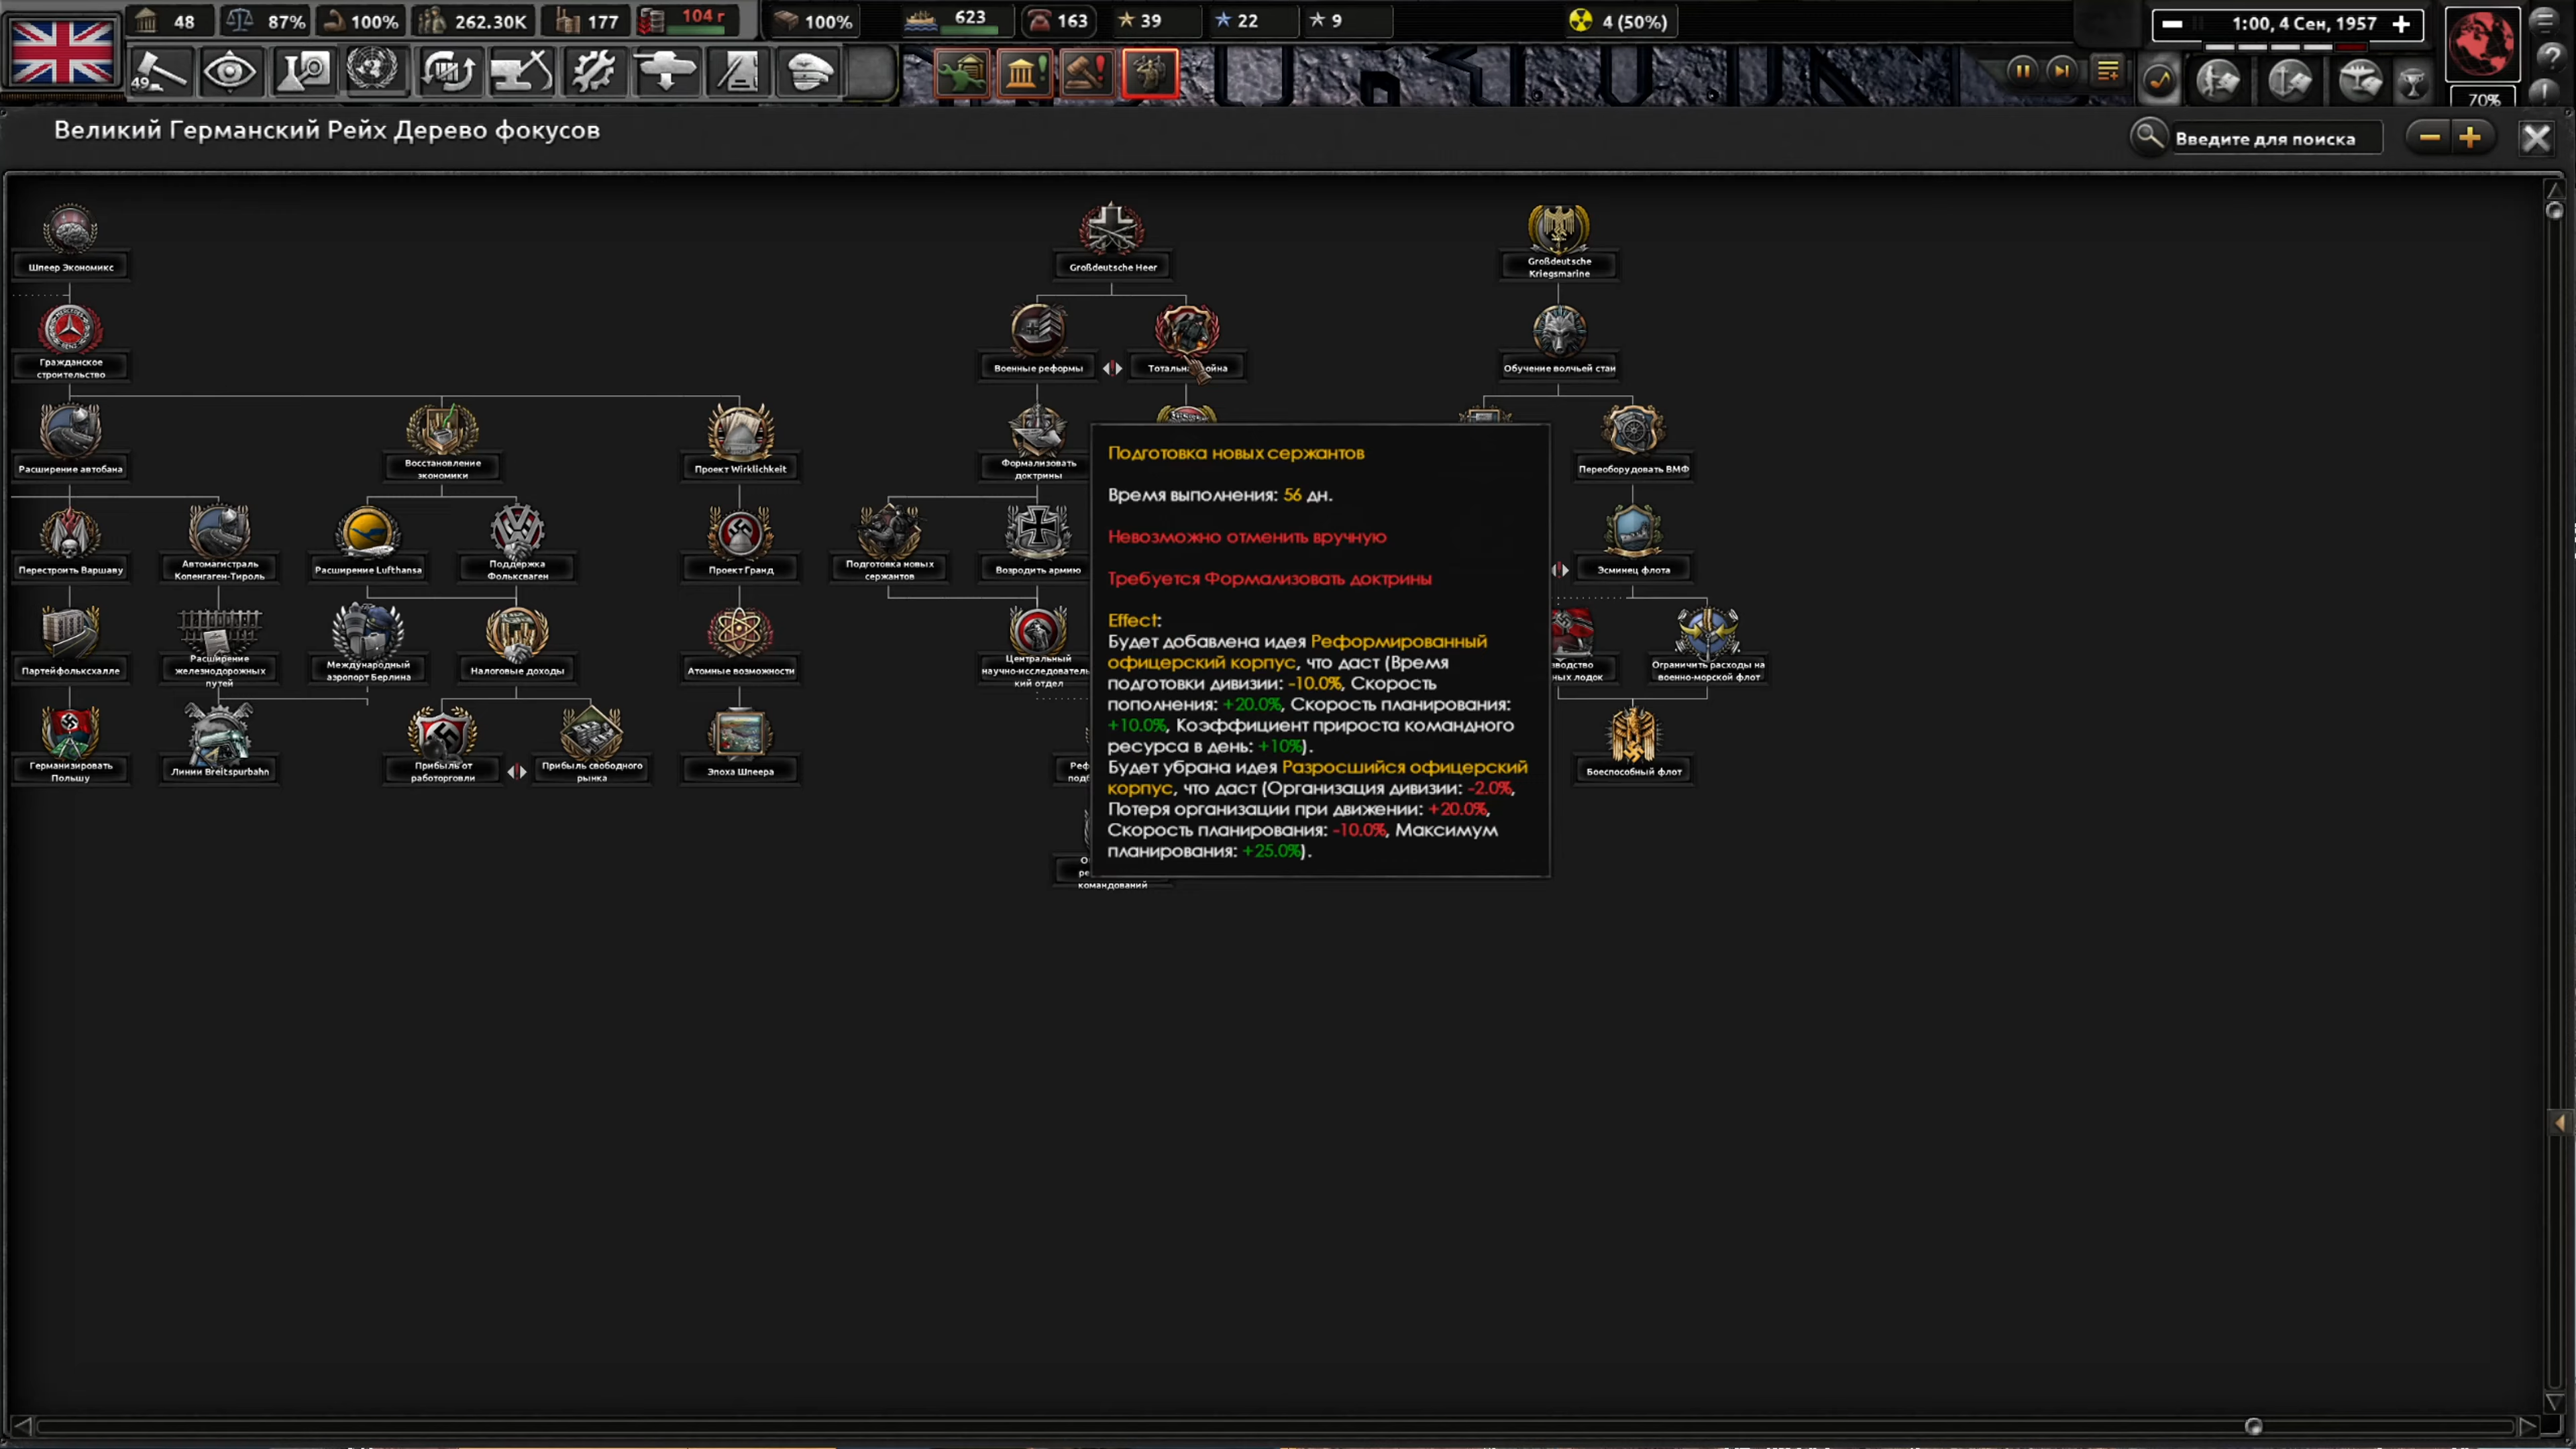 48
87%
100%
262.30K
177
104 г
100%
623
163
39
22
9
4 (50%)
1:00, 4 Сен, 1957
49
70%
Великий Германский Рейх Дерево фокусов
Введите для поиска
Шпеер Экономикс
Großdeutsche Heer
Großdeutsche
Kriegsmarine
Гражданское
строительство
Военные реформы
Обучение волчьей стаи
Расширение автобана
Восстановление
экономики
Проект Wirklichkeit
Формализовать
доктрины
Переоборудовать ВМФ
Перестроить Варшаву
Автомагистраль
Копенгаген-Тироль
Расширение Lufthansa
Поддержка
Фольксваген
Проект Гранд
Подготовка новых
сержантов
Возродить армию
Эсминец флота
Партейфольксхалле
Расширение
железнодорожных
путей
Международный
аэропорт Берлина
Налоговые доходы
Атомные возможности
Центральный
научно-исследователь
кий отдел
Ограничить расходы на
военно-морской флот
Германизировать
Польшу
Линии Breitspurbahn
Прибыль от
работорговли
Прибыль свободного
рынка
Эпоха Шпеера
Боеспособный флот
командований
Подготовка новых сержантов
Время выполнения: 56 дн.
Невозможно отменить вручную
Требуется Формализовать доктрины
Effect:
Будет добавлена идея Реформированный
офицерский корпус, что даст (Время
подготовки дивизии: -10.0%, Скорость
пополнения: +20.0%, Скорость планирования:
+10.0%, Коэффициент прироста командного
ресурса в день: +10%).
Будет убрана идея Разросшийся офицерский
корпус, что даст (Организация дивизии: -2.0%,
Потеря организации при движении: +20.0%,
Скорость планирования: -10.0%, Максимум
планирования: +25.0%).